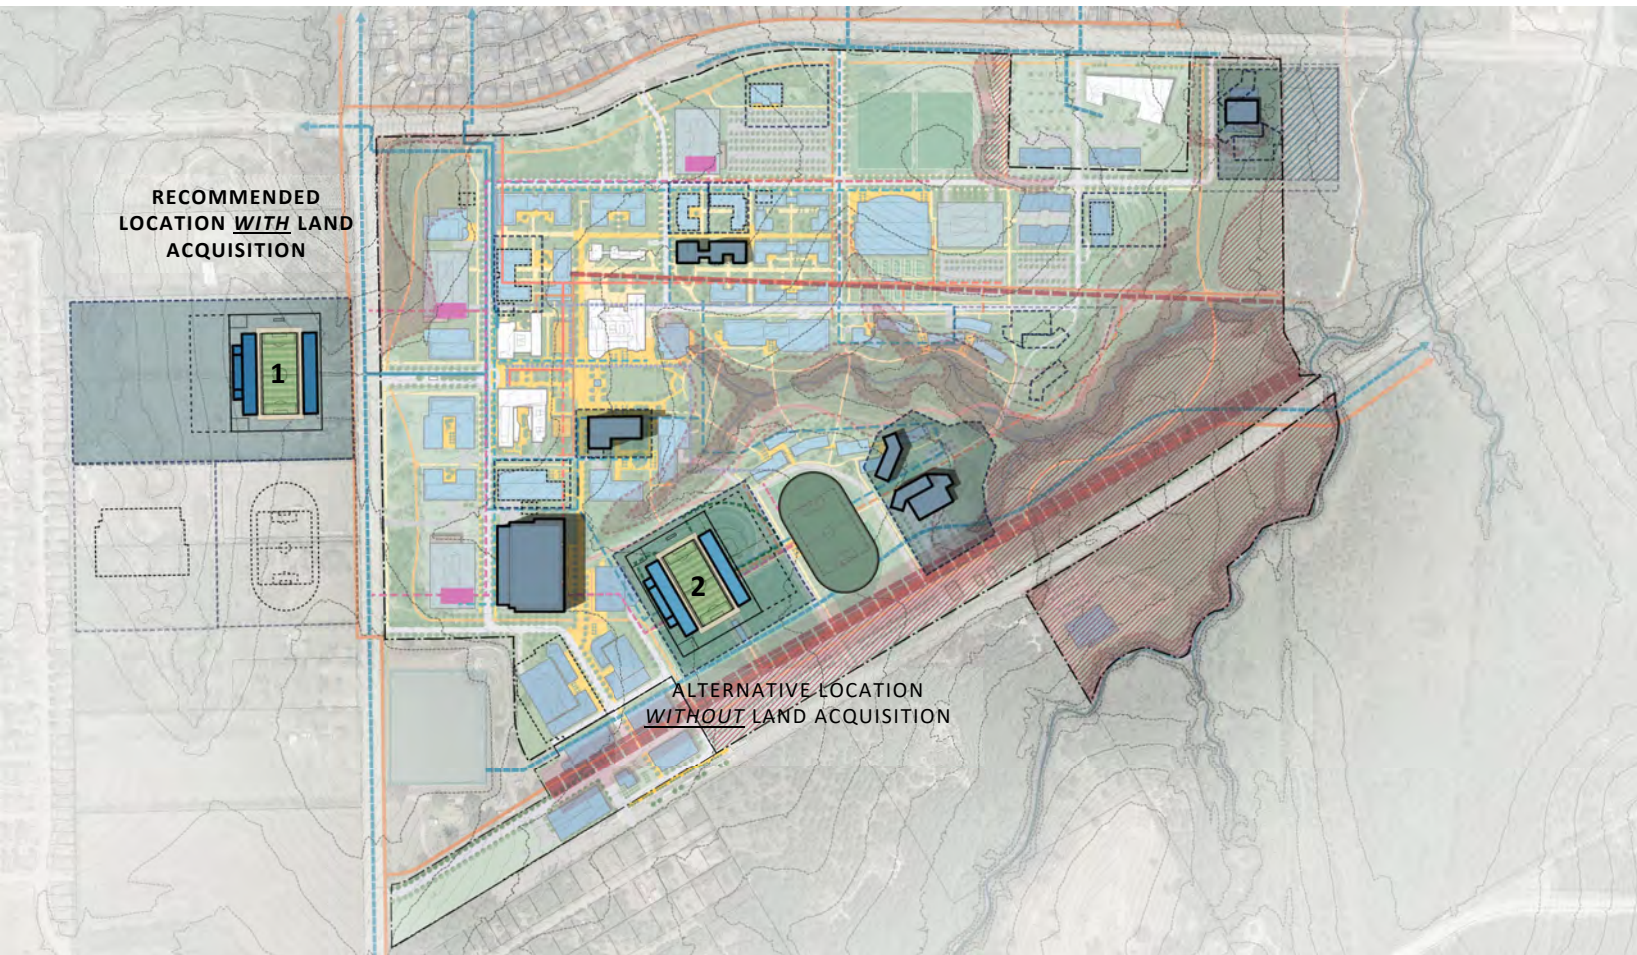 RECOMMENDED
LOCATION WITH LAND
ACQUISITION
1
2
ALTERNATIVE LOCATION
WITHOUT LAND ACQUISITION